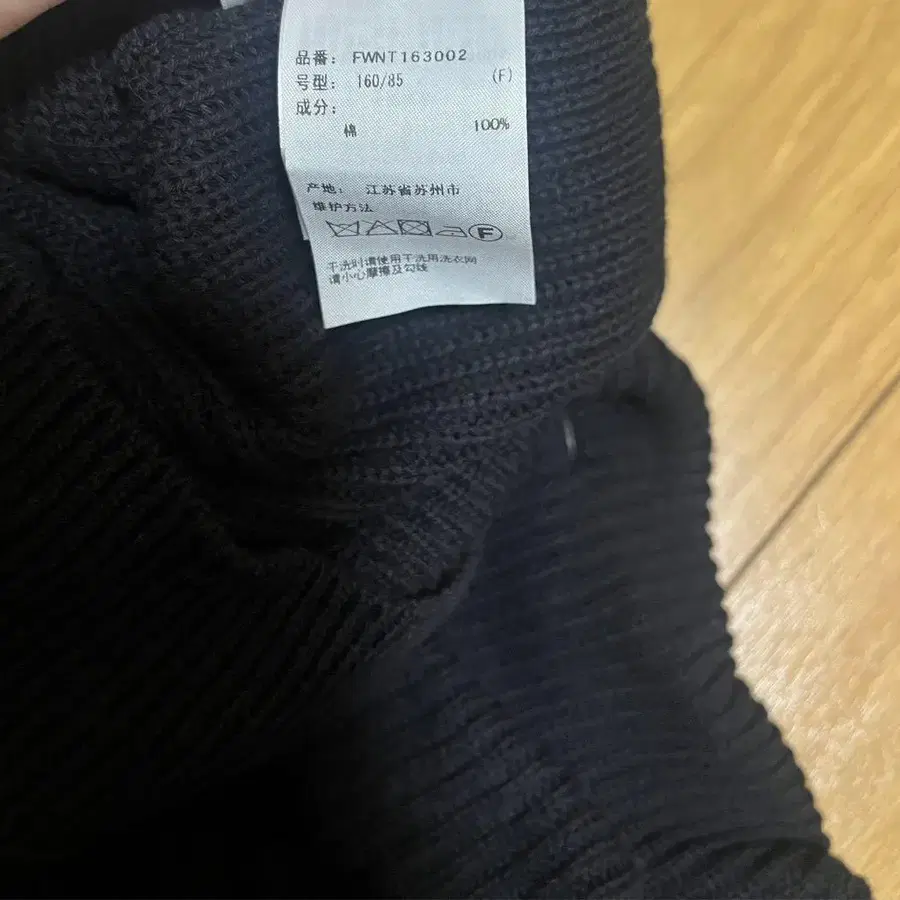 品番: FWNT163002
号型: 160/85 (F)
成分:
棉 100%
产地: 江苏省苏州市
维护方法
F
干洗时请使用干洗用洗衣网
请小心摩擦及勾线